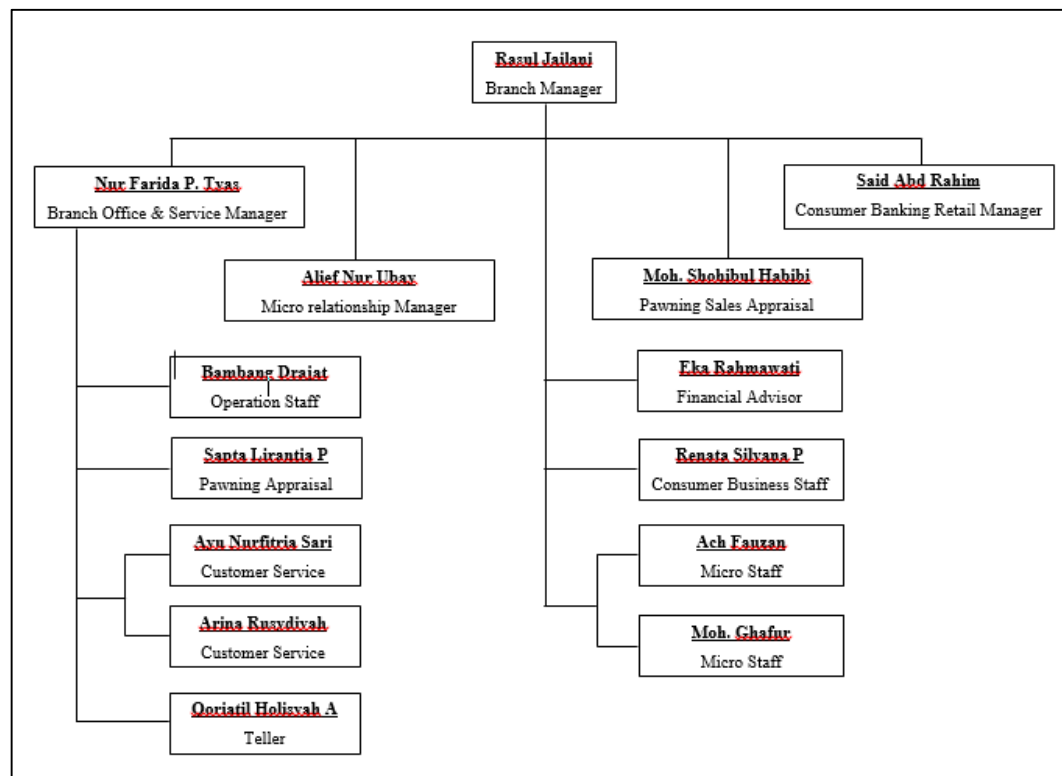 Rasul Jailani
Branch Manager
Nur Farida P. Tyas
Branch Office & Service Manager
Said Abd Rahim
Consumer Banking Retail Manager
Alief Nur Ubay
Micro relationship Manager
Moh. Shohibul Habibi
Pawning Sales Appraisal
Bambang Drajat
Operation Staff
Eka Rahmawati
Financial Advisor
Sapta Lirantia P
Pawning Appraisal
Renata Silvana P
Consumer Business Staff
Ayu Nurfitria Sari
Customer Service
Ach Fauzan
Micro Staff
Arina Rusydiyah
Customer Service
Moh. Ghafur
Micro Staff
Qoriatil Holisyah A
Teller